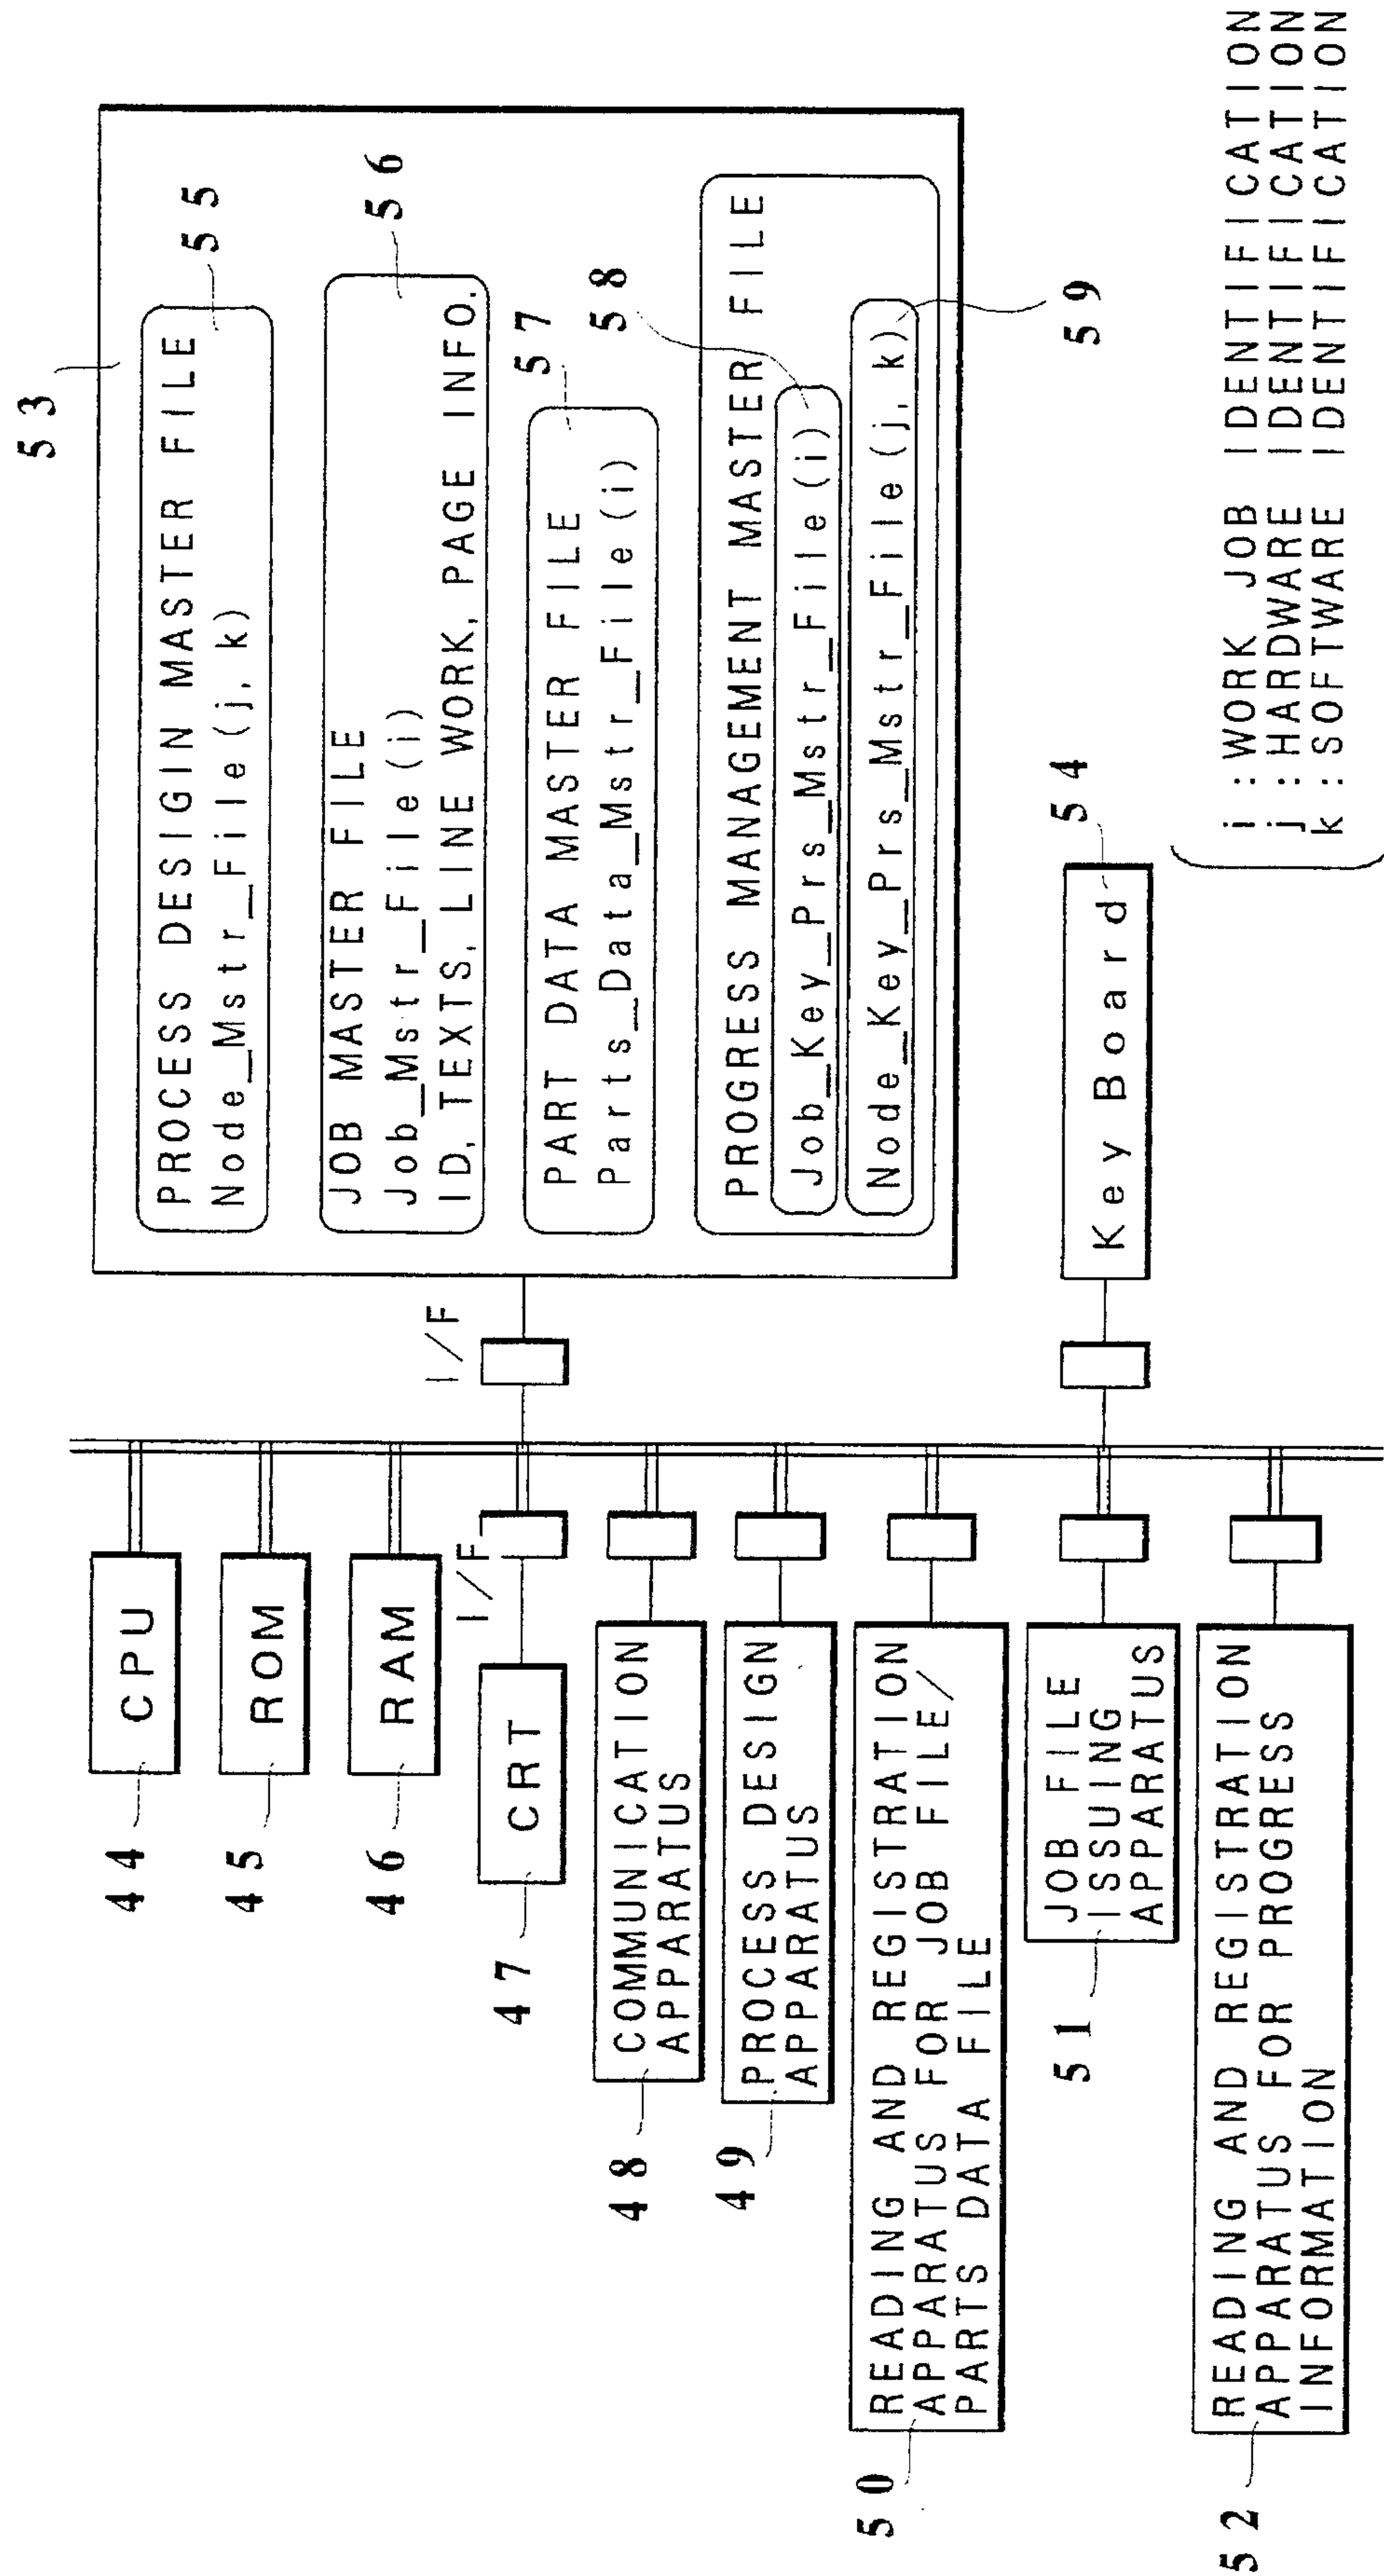 44
CPU
45
ROM
46
RAM
I/F
47
CRT
48
COMMUNICATION
APPARATUS
49
PROCESS DESIGN
APPARATUS
50
READING AND REGISTRATION
APPARATUS FOR JOB FILE/
PARTS DATA FILE
51
JOB FILE
ISSUING
APPARATUS
52
READING AND REGISTRATION
APPARATUS FOR PROGRESS
INFORMATION
I/F
53
PROCESS DESIGIN MASTER FILE
Node_Mstr_File(j,k)
55
JOB MASTER FILE
Job_Mstr_File(i)
ID,TEXTS,LINE WORK,PAGE INFO.
56
PART DATA MASTER FILE
Parts_Data_Mstr_File(i)
57
PROGRESS MANAGEMENT MASTER FILE
Job_Key_Prs_Mstr_File(i)
58
Node_Key_Prs_Mstr_File(j,k)
59
Key Board
54
i:WORK JOB IDENTIFICATION
j:HARDWARE IDENTIFICATION
k:SOFTWARE IDENTIFICATION